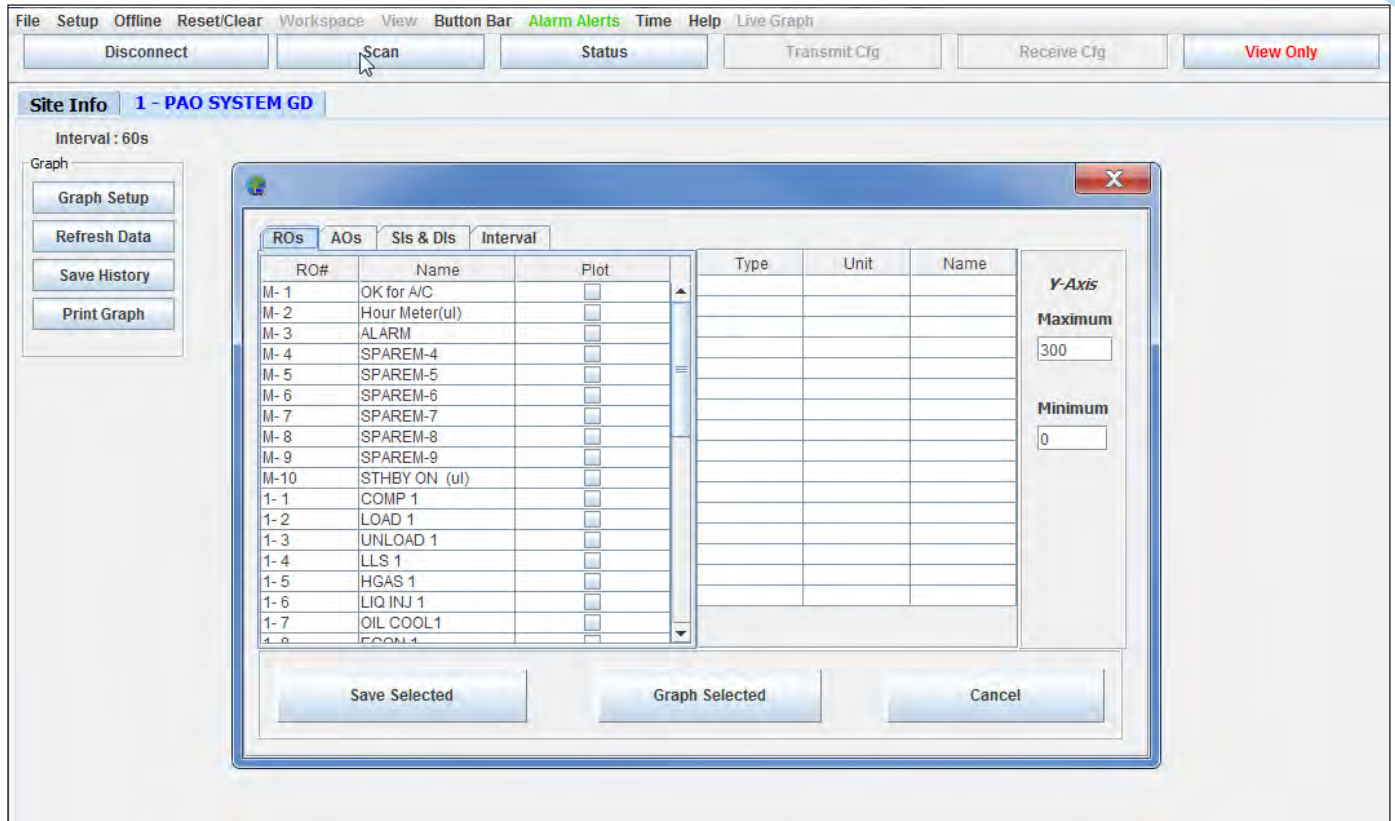 File Setup Offline Reset/Clear Workspace View Button Bar Alarm Alerts Time Help Live Graph
Disconnect Scan Status Transmit Cfg Receive Cfg View Only
Site Info 1 - PAO SYSTEM GD
Interval : 60s
Graph
Graph Setup
Refresh Data
Save History
Print Graph
X
ROs AOs SIs & DIs Interval
RO# Name Plot Type Unit Name
M- 1 OK for A/C
M- 2 Hour Meter(ul)
M- 3 ALARM
M- 4 SPAREM-4
M- 5 SPAREM-5
M- 6 SPAREM-6
M- 7 SPAREM-7
M- 8 SPAREM-8
M- 9 SPAREM-9
M-10 STHBY ON (ul)
1- 1 COMP 1
1- 2 LOAD 1
1- 3 UNLOAD 1
1- 4 LLS 1
1- 5 HGAS 1
1- 6 LIQ INJ 1
1- 7 OIL COOL1
1- 8 ECON 1
Y-Axis
Maximum
300
Minimum
0
Save Selected Graph Selected Cancel